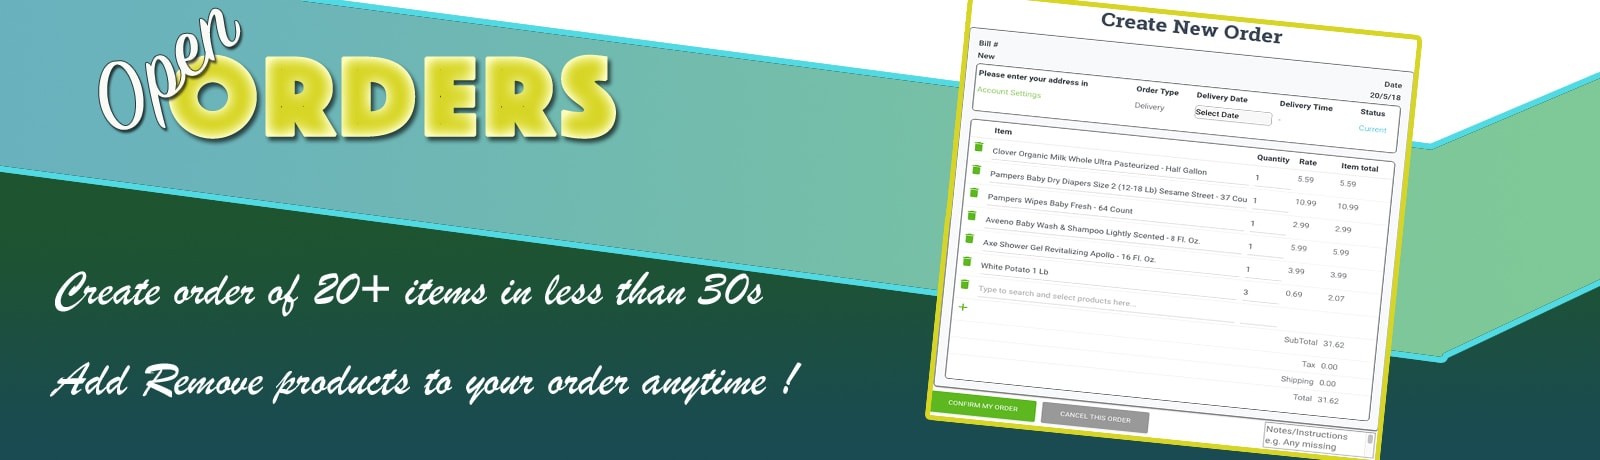 Open
ORDERS
Create order of 20+ items in less than 30s
Add Remove products to your order anytime !
Create New Order
Bill #
New
Date
20/5/18
Please enter your address in
Account Settings
Order Type
Delivery
Delivery Date
Select Date
Delivery Time
-
Status
Current
Item Quantity Rate Item total
Clover Organic Milk Whole Ultra Pasteurized - Half Gallon 1 5.59 5.59
Pampers Baby Dry Diapers Size 2 (12-18 Lb) Sesame Street - 37 Cou 1 10.99 10.99
Pampers Wipes Baby Fresh - 64 Count 1 2.99 2.99
Aveeno Baby Wash & Shampoo Lightly Scented - 8 Fl. Oz. 1 5.99 5.99
Axe Shower Gel Revitalizing Apollo - 16 Fl. Oz. 1 3.99 3.99
White Potato 1 Lb 3 0.69 2.07
Type to search and select products here...
+
SubTotal 31.62
Tax 0.00
Shipping 0.00
Total 31.62
CONFIRM MY ORDER
CANCEL THIS ORDER
Notes/Instructions
e.g. Any missing